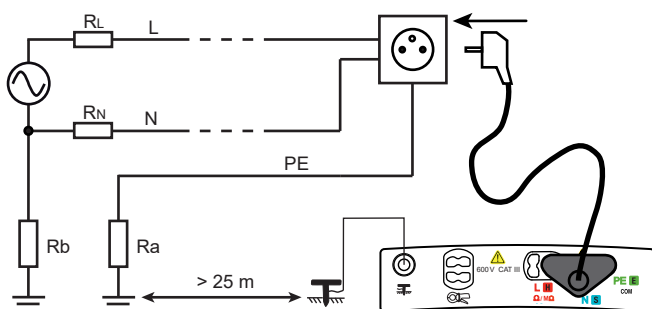 RL
L
RN
N
PE
Rb
Ra
> 25 m
600V CAT III
L H
Ω/MΩ
N S
PE E
COM